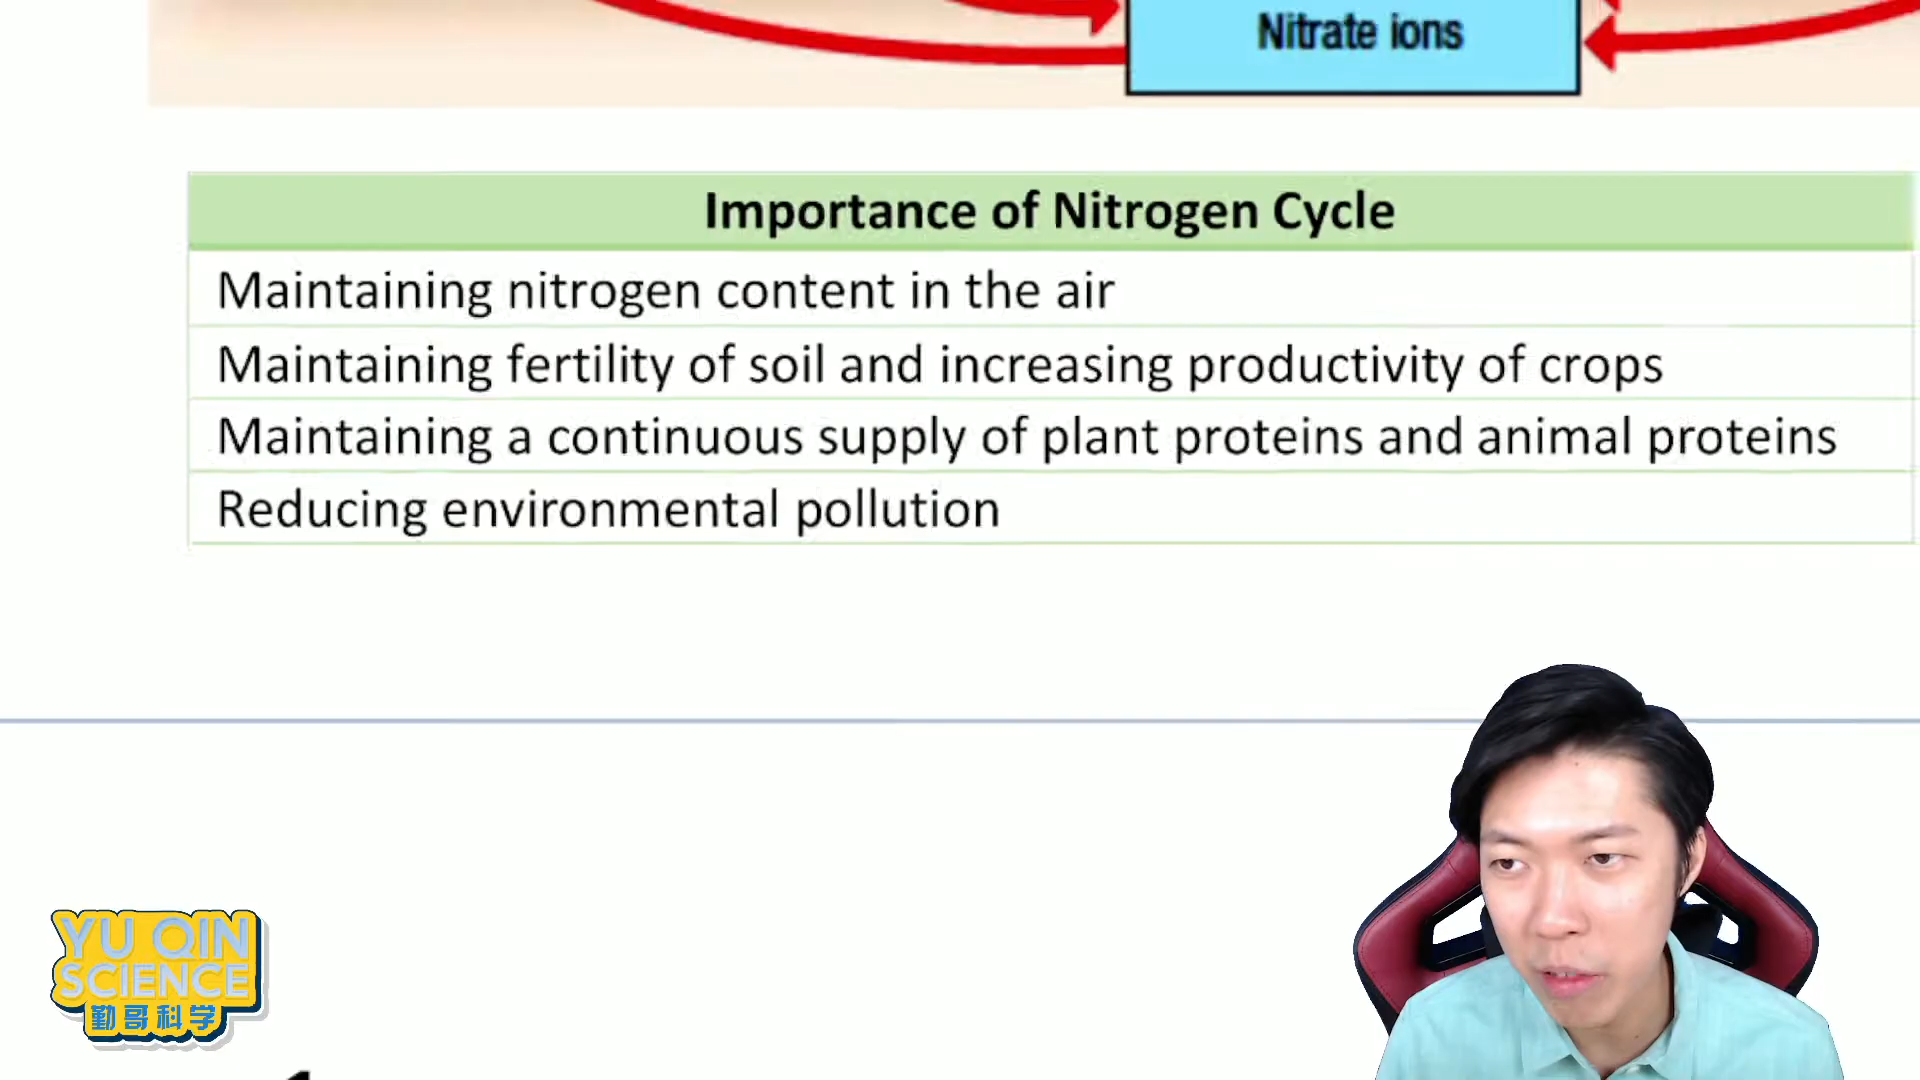 Nitrate ions
Importance of Nitrogen Cycle
Maintaining nitrogen content in the air
Maintaining fertility of soil and increasing productivity of crops
Maintaining a continuous supply of plant proteins and animal proteins
Reducing environmental pollution
YU QIN
SCIENCE
勤哥科学